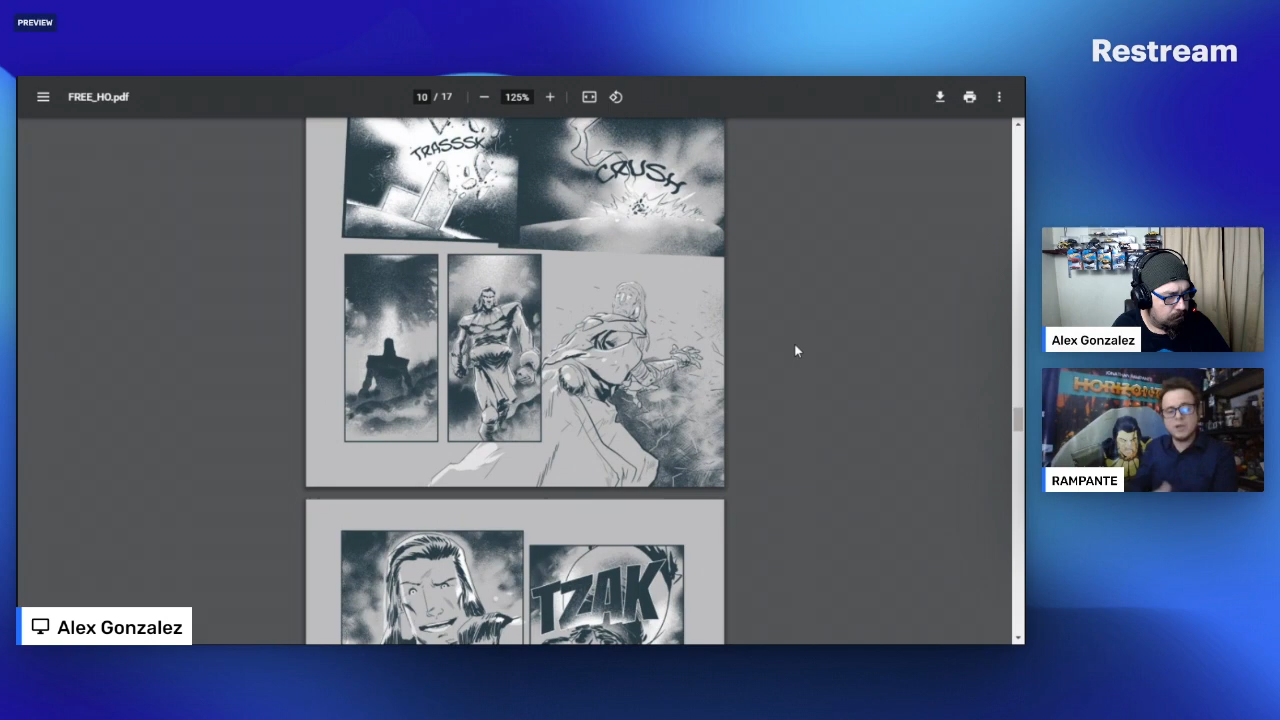 PREVIEW
Restream
FREE_HO.pdf
10 / 17
125%
TRASSSK
CRUSH
TZAK
Alex Gonzalez
RAMPANTE
Alex Gonzalez